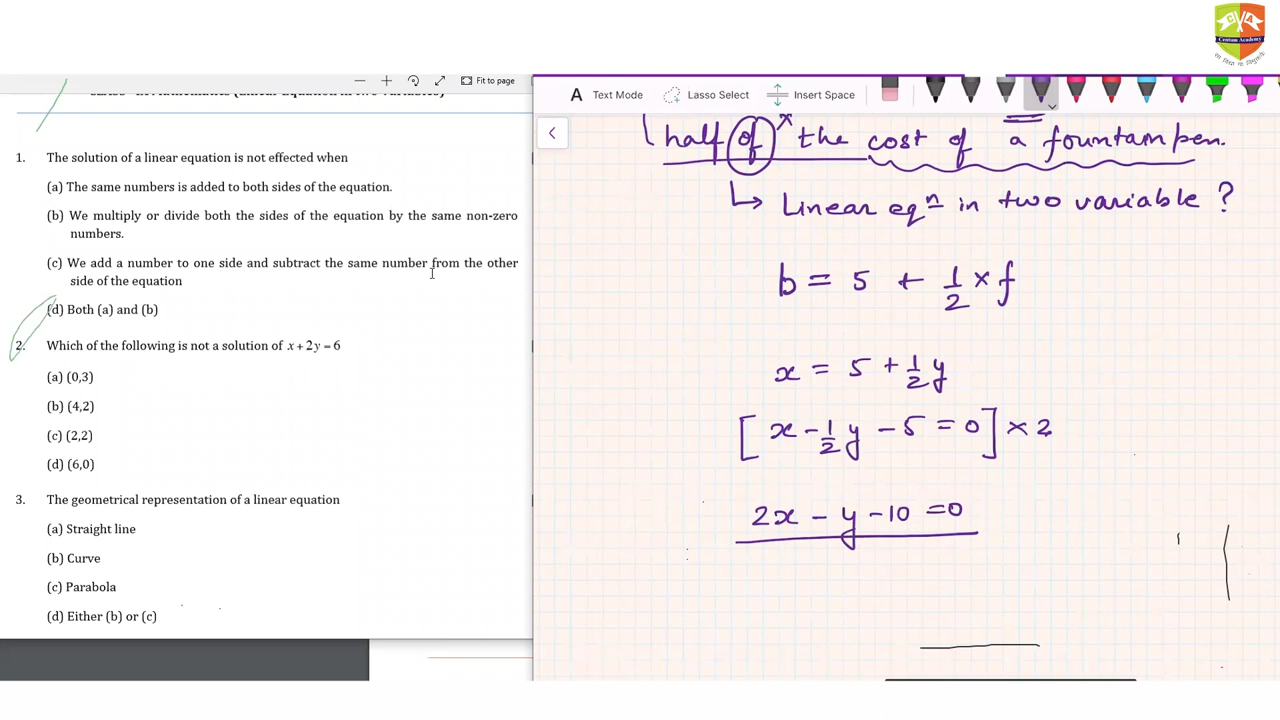 Centum Academy
Fit to page
1. The solution of a linear equation is not effected when
(a) The same numbers is added to both sides of the equation.
(b) We multiply or divide both the sides of the equation by the same non-zero
numbers.
(c) We add a number to one side and subtract the same number from the other
side of the equation
(d) Both (a) and (b)
2. Which of the following is not a solution of x + 2y = 6
(a) (0,3)
(b) (4,2)
(c) (2,2)
(d) (6,0)
3. The geometrical representation of a linear equation
(a) Straight line
(b) Curve
(c) Parabola
(d) Either (b) or (c)
A Text Mode Lasso Select Insert Space
half of x the cost of a fountain pen.
↳ Linear eqⁿ in two variable ?
b = 5 + 1/2 × f
x = 5 + 1/2 y
[x - 1/2 y - 5 = 0] × 2
2x - y - 10 = 0